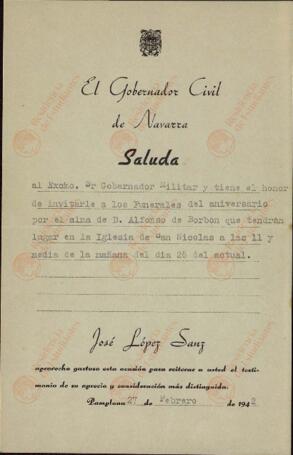 El Gobernador Civil
de Navarra
Saluda
al Excmo. Sr Gobernador Militar y tiene el honor
de invitarle a los Funerales del aniversario
por el alma de D. Alfonso de Borbon que tendrán
lugar en la Iglesia de San Nicolas a las 11 y
media de la mañana del dia 28 del actual.
José López Sanz
aprovecha gustoso esta ocasión para reiterar a usted el testi-
monio de su aprecio y consideración más distinguida.
Pamplona 27 de Febrero de 1942